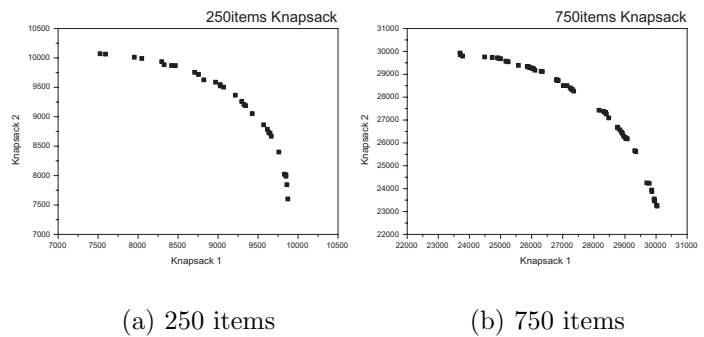 250items Knapsack
10500
10000
9500
9000
8500
8000
7500
7000
Knapsack 2
7000 7500 8000 8500 9000 9500 10000 10500
Knapsack 1
750items Knapsack
31000
30000
29000
28000
27000
26000
25000
24000
23000
22000
Knapsack 2
22000 23000 24000 25000 26000 27000 28000 29000 30000 31000
Knapsack 1
(a) 250 items
(b) 750 items